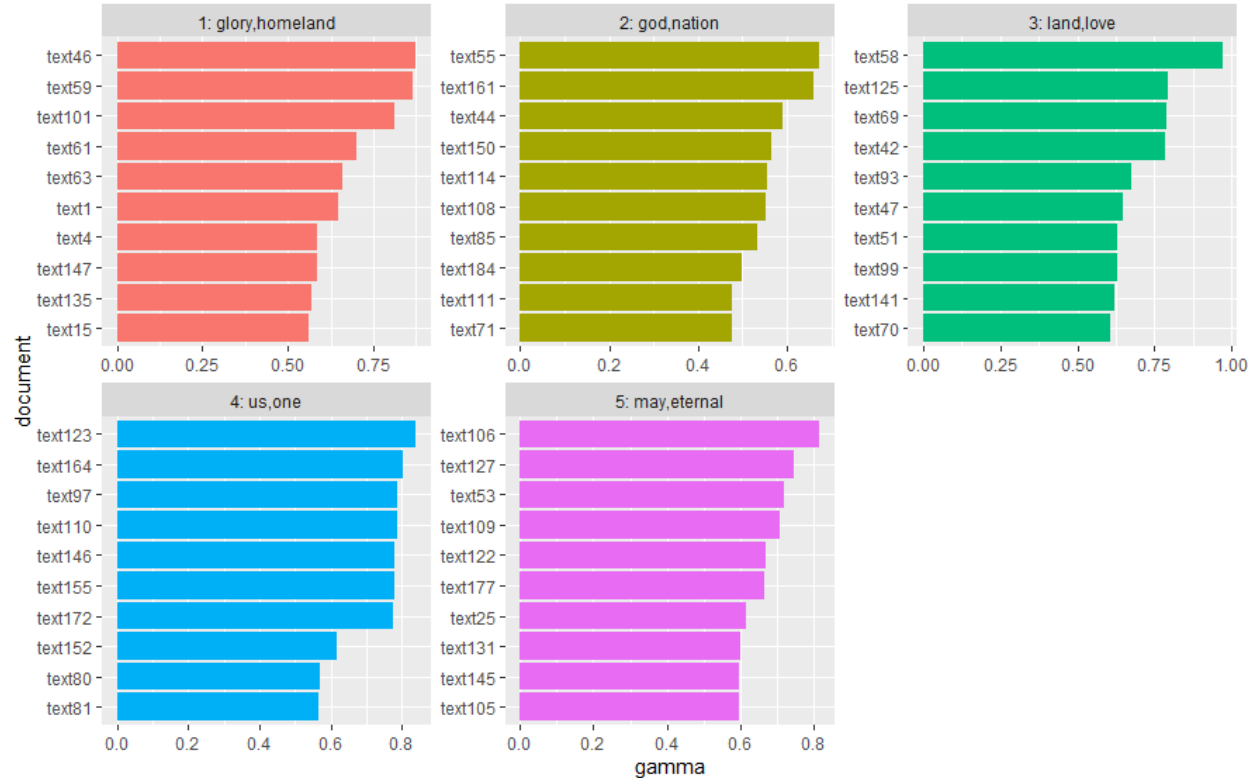 1: glory,homeland
text46
text59
text101
text61
text63
text1
text4
text147
text135
text15
0.00 0.25 0.50 0.75
2: god,nation
text55
text161
text44
text150
text114
text108
text85
text184
text111
text71
0.0 0.2 0.4 0.6
3: land,love
text58
text125
text69
text42
text93
text47
text51
text99
text141
text70
0.00 0.25 0.50 0.75 1.00
document
4: us,one
text123
text164
text97
text110
text146
text155
text172
text152
text80
text81
0.0 0.2 0.4 0.6 0.8
5: may,eternal
text106
text127
text53
text109
text122
text177
text25
text131
text145
text105
0.0 0.2 0.4 0.6 0.8
gamma